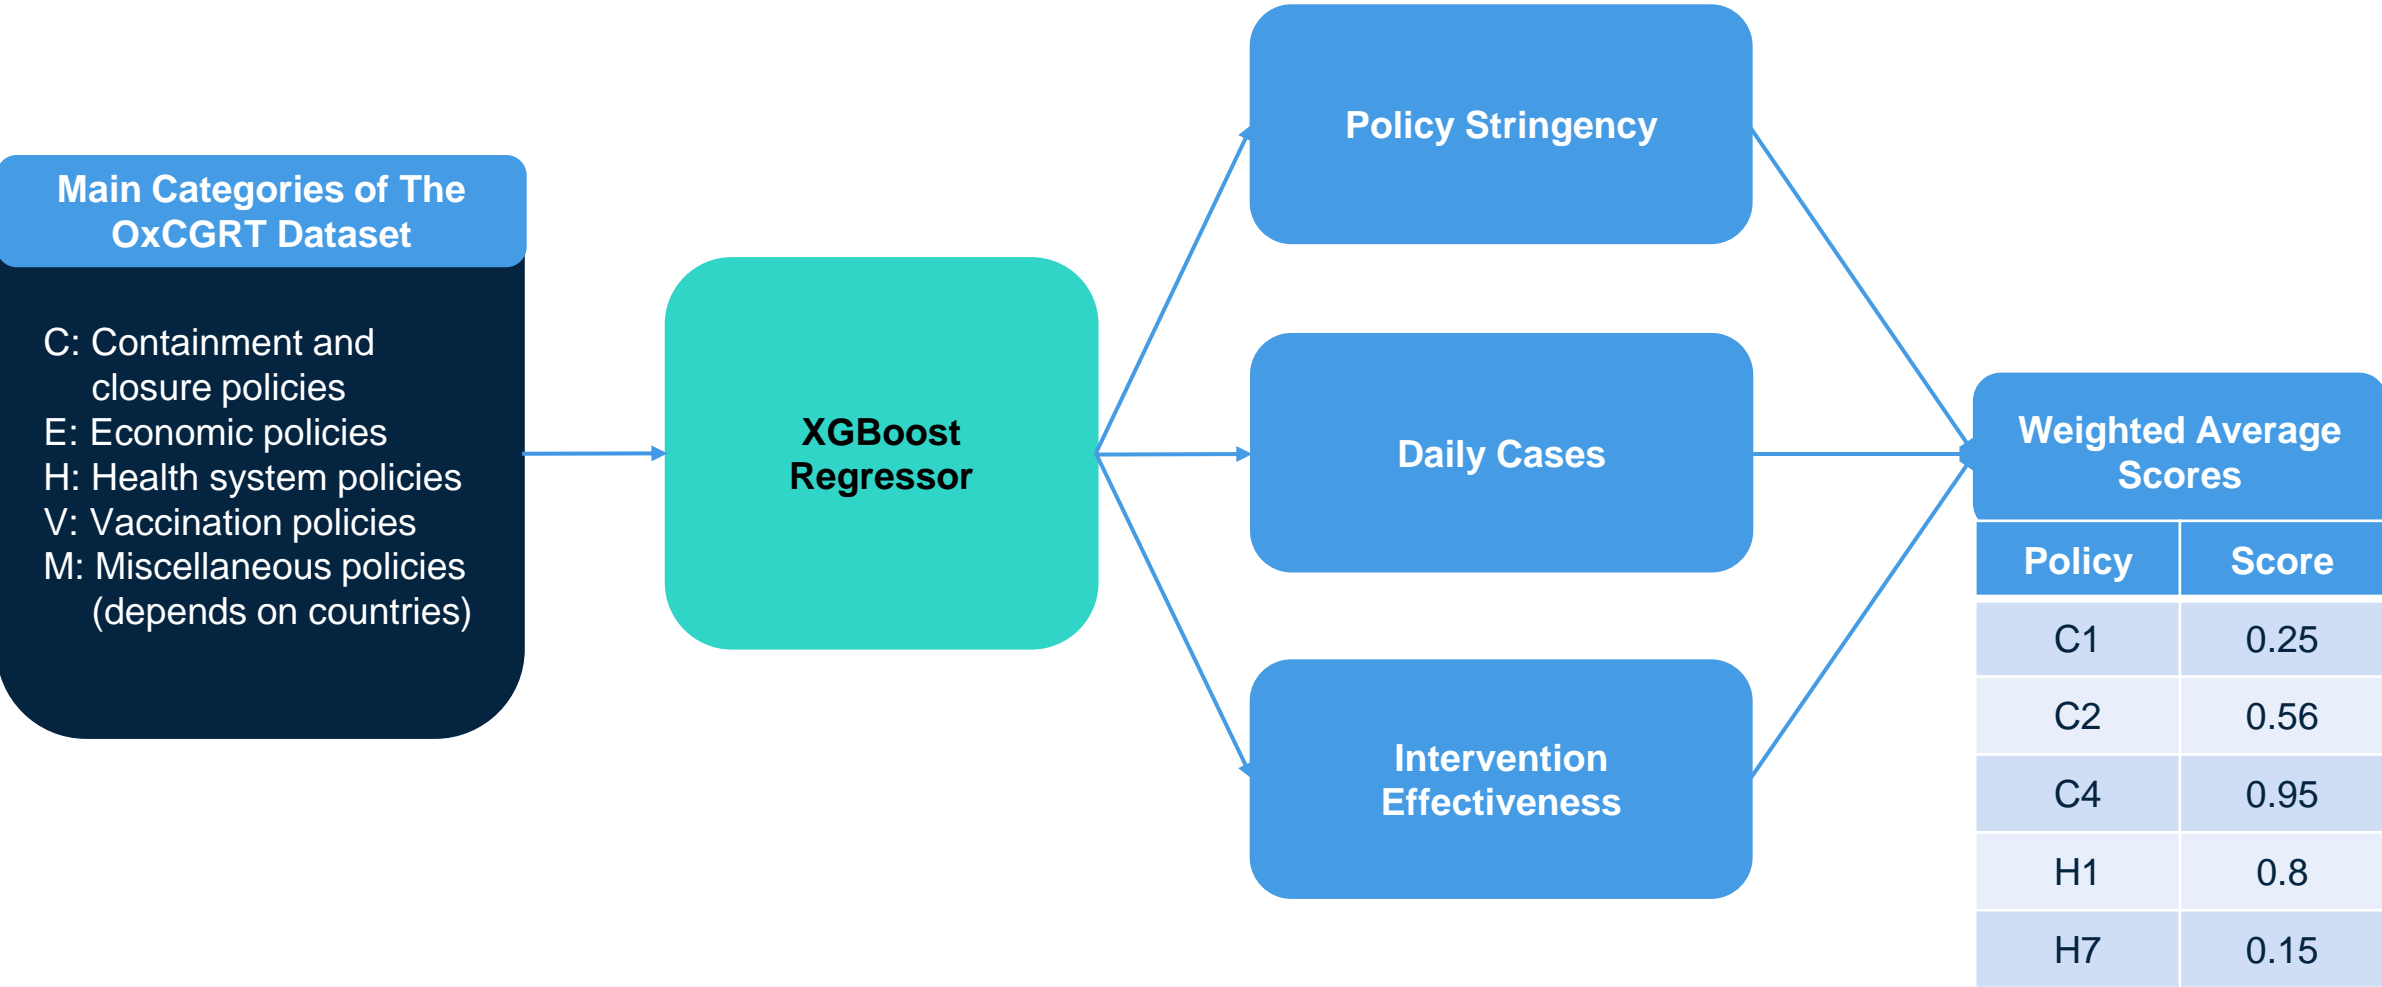 Main Categories of The
OxCGRT Dataset
C: Containment and
closure policies
E: Economic policies
H: Health system policies
V: Vaccination policies
M: Miscellaneous policies
(depends on countries)
XGBoost
Regressor
Policy Stringency
Daily Cases
Intervention
Effectiveness
Weighted Average
Scores
Policy Score
C1 0.25
C2 0.56
C4 0.95
H1 0.8
H7 0.15